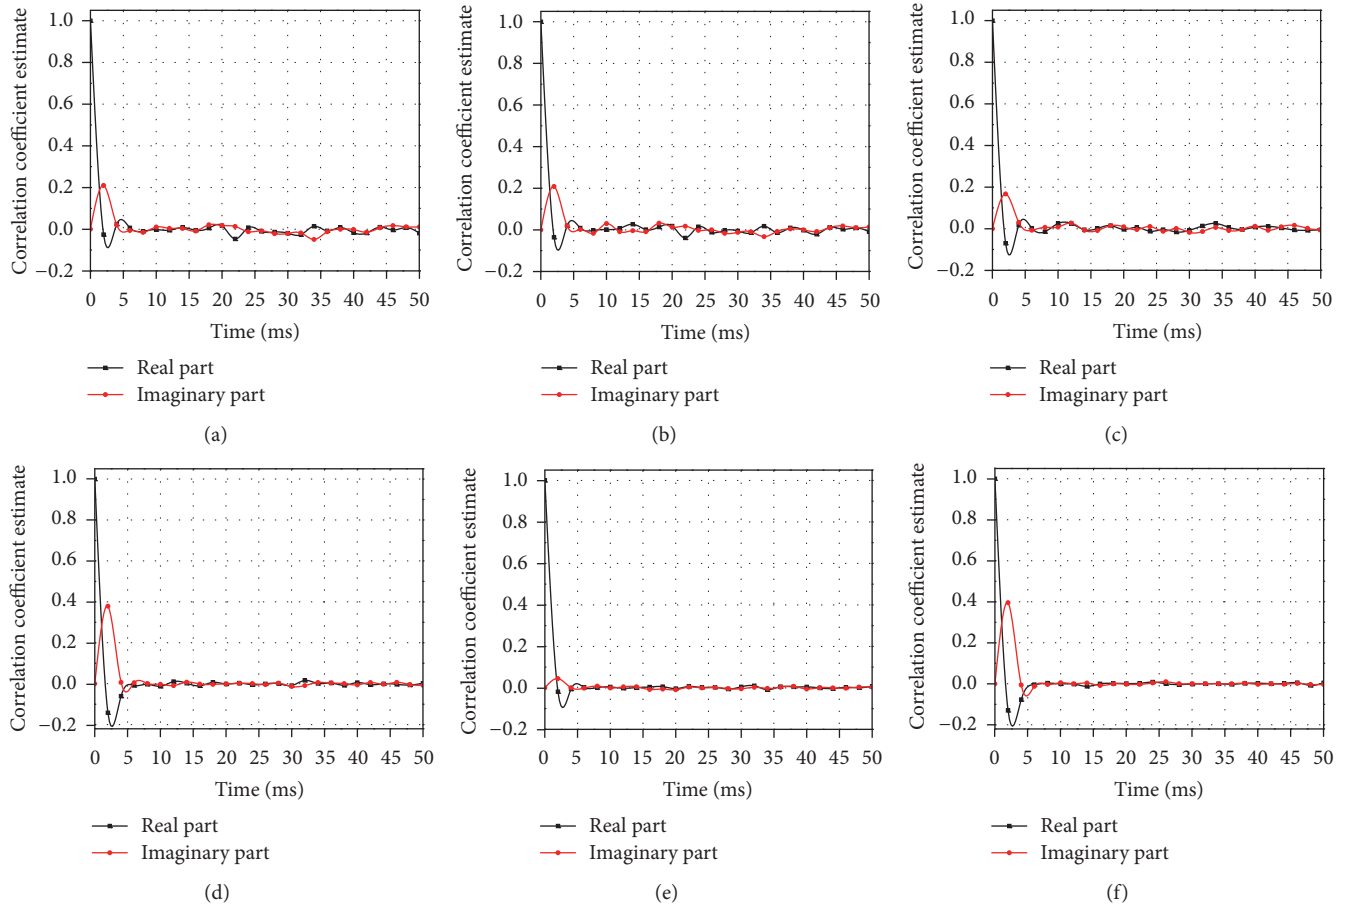 Correlation coefficient estimate
1.0
0.8
0.6
0.4
0.2
0.0
−0.2
0 5 10 15 20 25 30 35 40 45 50
Time (ms)
Real part
Imaginary part
(a)
Correlation coefficient estimate
1.0
0.8
0.6
0.4
0.2
0.0
−0.2
0 5 10 15 20 25 30 35 40 45 50
Time (ms)
Real part
Imaginary part
(b)
Correlation coefficient estimate
1.0
0.8
0.6
0.4
0.2
0.0
−0.2
0 5 10 15 20 25 30 35 40 45 50
Time (ms)
Real part
Imaginary part
(c)
Correlation coefficient estimate
1.0
0.8
0.6
0.4
0.2
0.0
−0.2
0 5 10 15 20 25 30 35 40 45 50
Time (ms)
Real part
Imaginary part
(d)
Correlation coefficient estimate
1.0
0.8
0.6
0.4
0.2
0.0
−0.2
0 5 10 15 20 25 30 35 40 45 50
Time (ms)
Real part
Imaginary part
(e)
Correlation coefficient estimate
1.0
0.8
0.6
0.4
0.2
0.0
−0.2
0 5 10 15 20 25 30 35 40 45 50
Time (ms)
Real part
Imaginary part
(f)